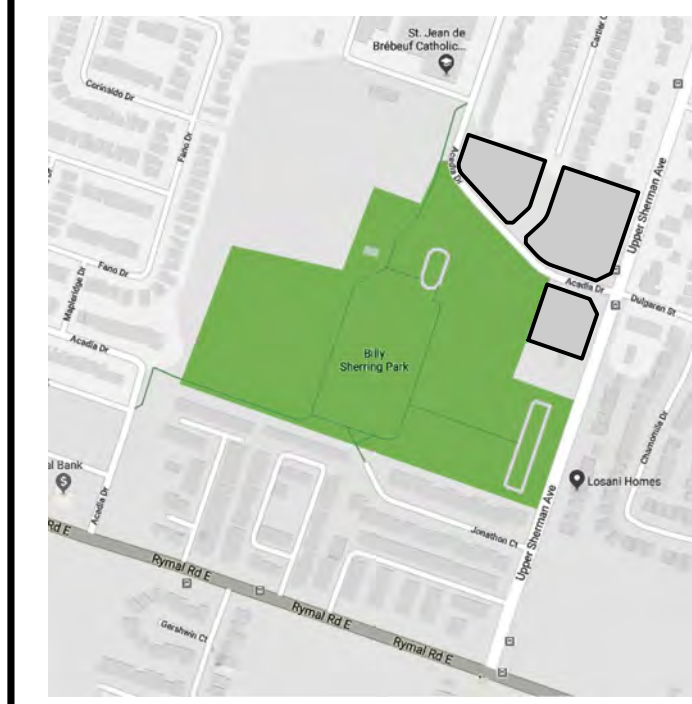 St. Jean de
Brébeuf Catholic...
Cartier C
Corinaldo Dr
Fano Dr
Acadia Dr
Upper Sherman Ave
Fano Dr
Mapleridge Dr
Acadia Dr
Dulgaren St
Acadia Dr
Billy
Sherring Park
Chamomile Dr
al Bank
Losani Homes
Acadia Dr
Jonathon Ct
Upper Sherman Ave
Rd E
Rymal Rd E
Rymal Rd E
Rymal Rd E
Gershwin Ct